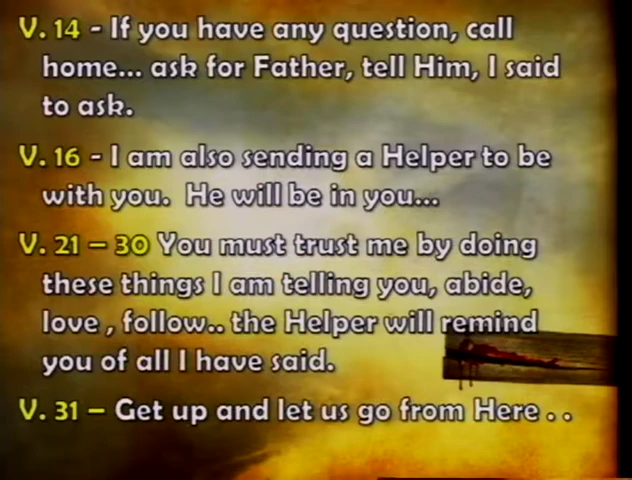 V. 14 - If you have any question, call
home... ask for Father, tell Him, I said
to ask.
V. 16 - I am also sending a Helper to be
with you. He will be in you...
V. 21 – 30 You must trust me by doing
these things I am telling you, abide,
love , follow.. the Helper will remind
you of all I have said.
V. 31 – Get up and let us go from Here . .